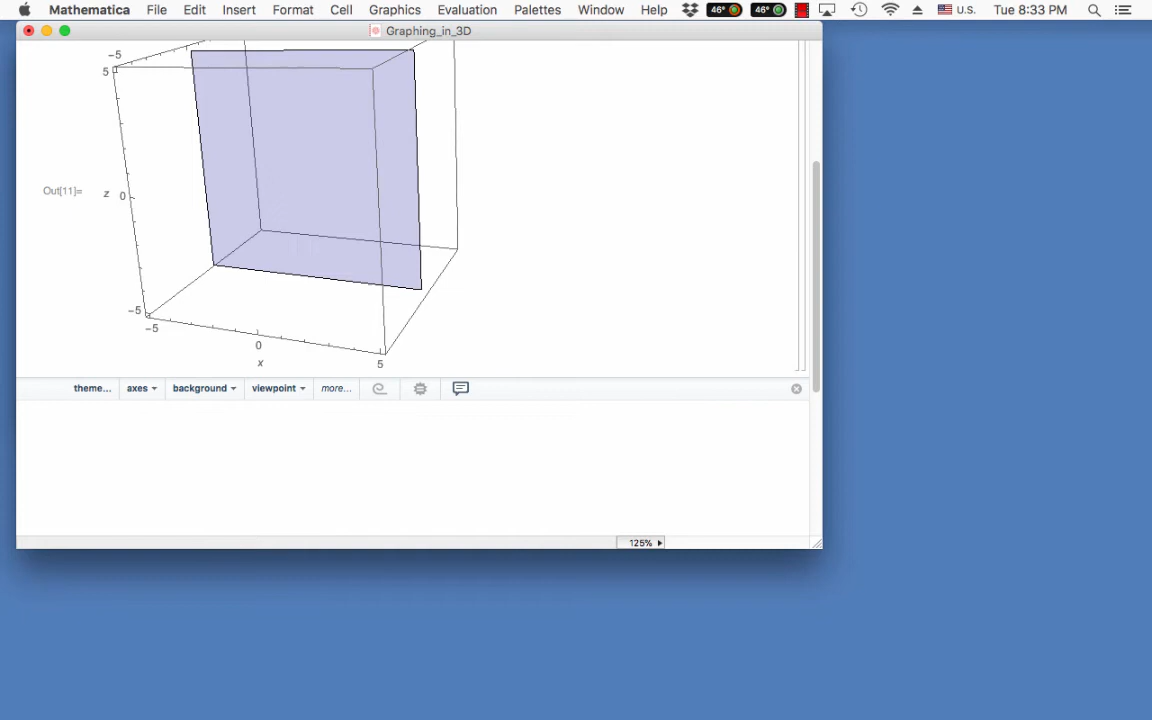 Mathematica File Edit Insert Format Cell Graphics Evaluation Palettes Window Help 46° 46° U.S. Tue 8:33 PM
Graphing_in_3D
-5
5
Out[11]=
z 0
-5
-5
0
5
x
theme... axes background viewpoint more...
125%